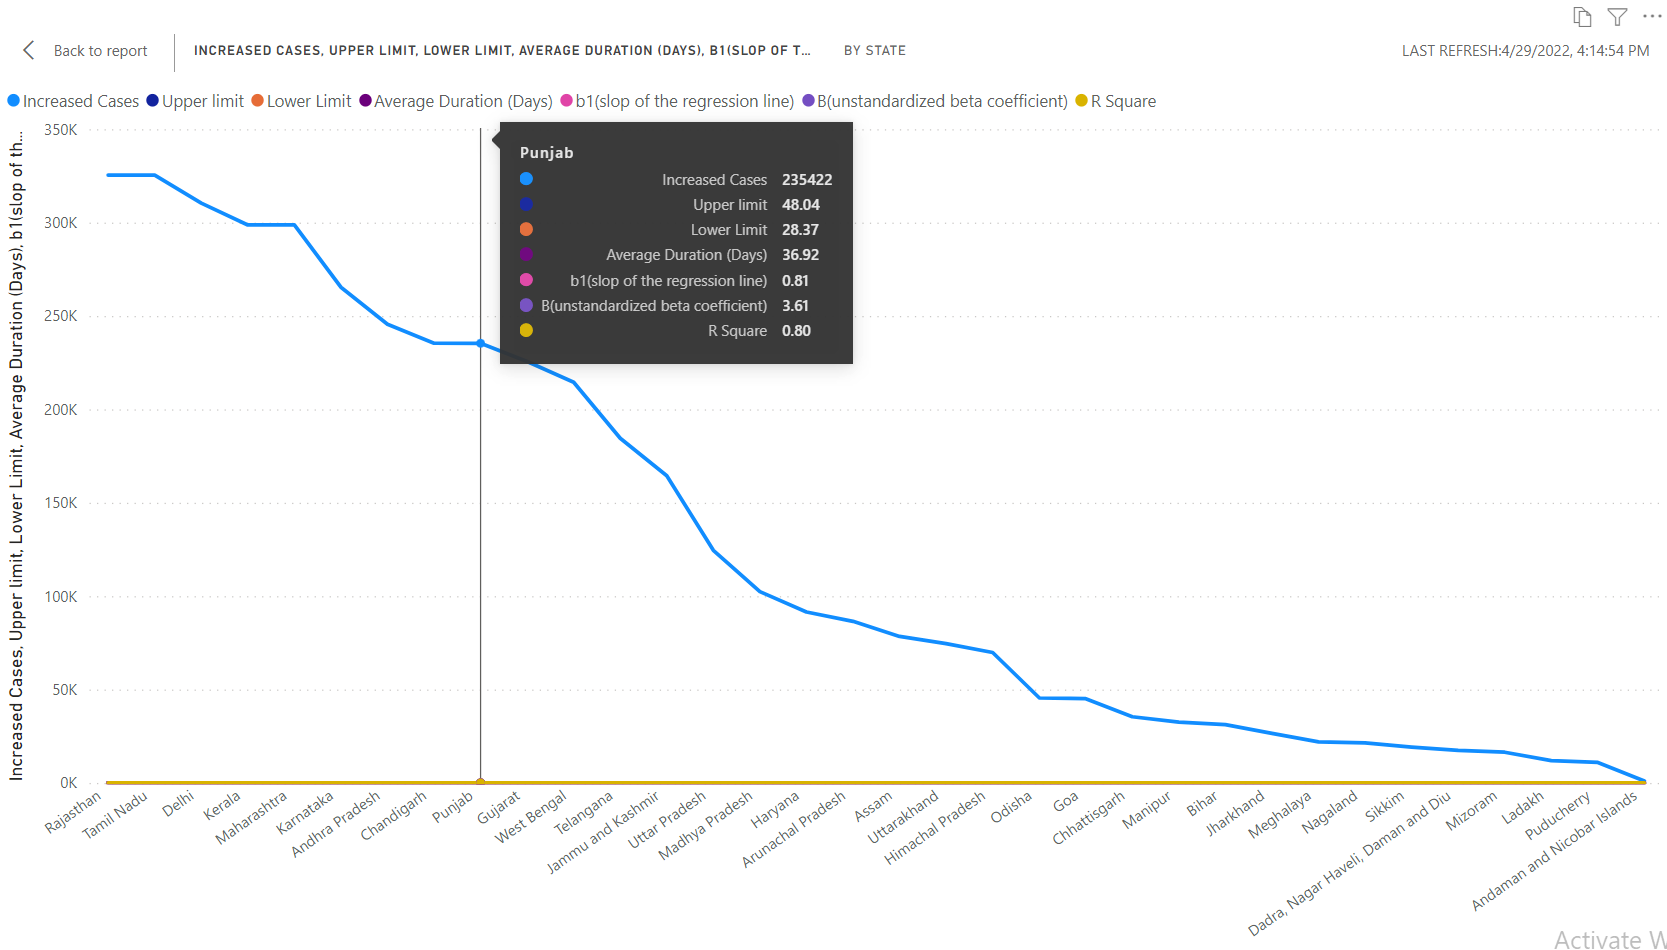 Back to report
INCREASED CASES, UPPER LIMIT, LOWER LIMIT, AVERAGE DURATION (DAYS), B1(SLOP OF T...
BY STATE
LAST REFRESH:4/29/2022, 4:14:54 PM
Increased Cases Upper limit Lower Limit Average Duration (Days) b1(slop of the regression line) B(unstandardized beta coefficient) R Square
Increased Cases, Upper limit, Lower Limit, Average Duration (Days), b1(slop of th...
350K
300K
250K
200K
150K
100K
50K
0K
Punjab
Increased Cases 235422
Upper limit 48.04
Lower Limit 28.37
Average Duration (Days) 36.92
b1(slop of the regression line) 0.81
B(unstandardized beta coefficient) 3.61
R Square 0.80
Rajasthan
Tamil Nadu
Delhi
Kerala
Maharashtra
Karnataka
Andhra Pradesh
Chandigarh
Punjab
Gujarat
West Bengal
Telangana
Jammu and Kashmir
Uttar Pradesh
Madhya Pradesh
Haryana
Arunachal Pradesh
Assam
Uttarakhand
Himachal Pradesh
Odisha
Goa
Chhattisgarh
Manipur
Bihar
Jharkhand
Meghalaya
Nagaland
Sikkim
Dadra, Nagar Haveli, Daman and Diu
Mizoram
Ladakh
Puducherry
Andaman and Nicobar Islands
Activate W